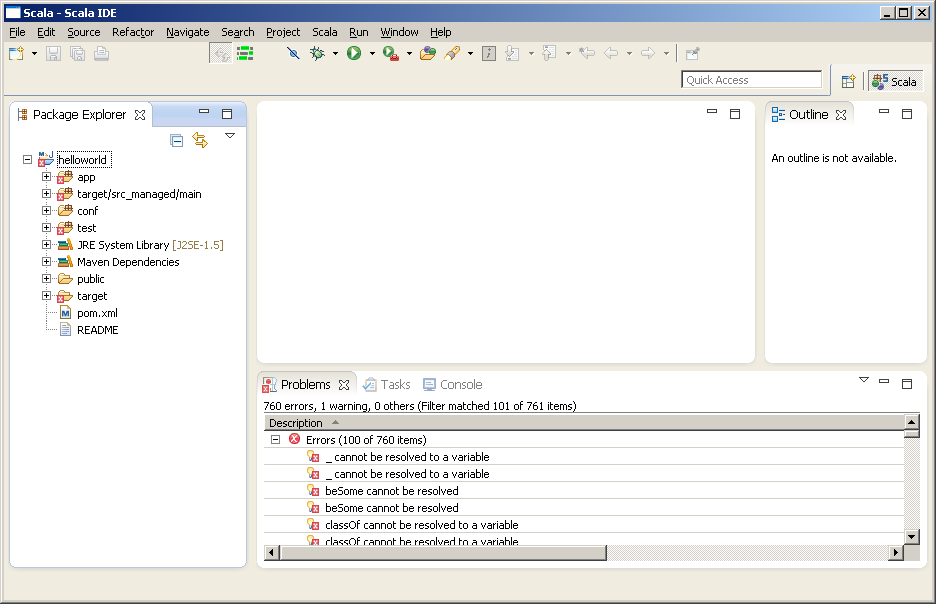 Scala - Scala IDE
File Edit Source Refactor Navigate Search Project Scala Run Window Help
Quick Access
Scala
Package Explorer
helloworld
app
target/src_managed/main
conf
test
JRE System Library [J2SE-1.5]
Maven Dependencies
public
target
pom.xml
README
Outline
An outline is not available.
Problems Tasks Console
760 errors, 1 warning, 0 others (Filter matched 101 of 761 items)
Description
Errors (100 of 760 items)
_ cannot be resolved to a variable
_ cannot be resolved to a variable
beSome cannot be resolved
beSome cannot be resolved
classOf cannot be resolved to a variable
classOf cannot be resolved to a variable